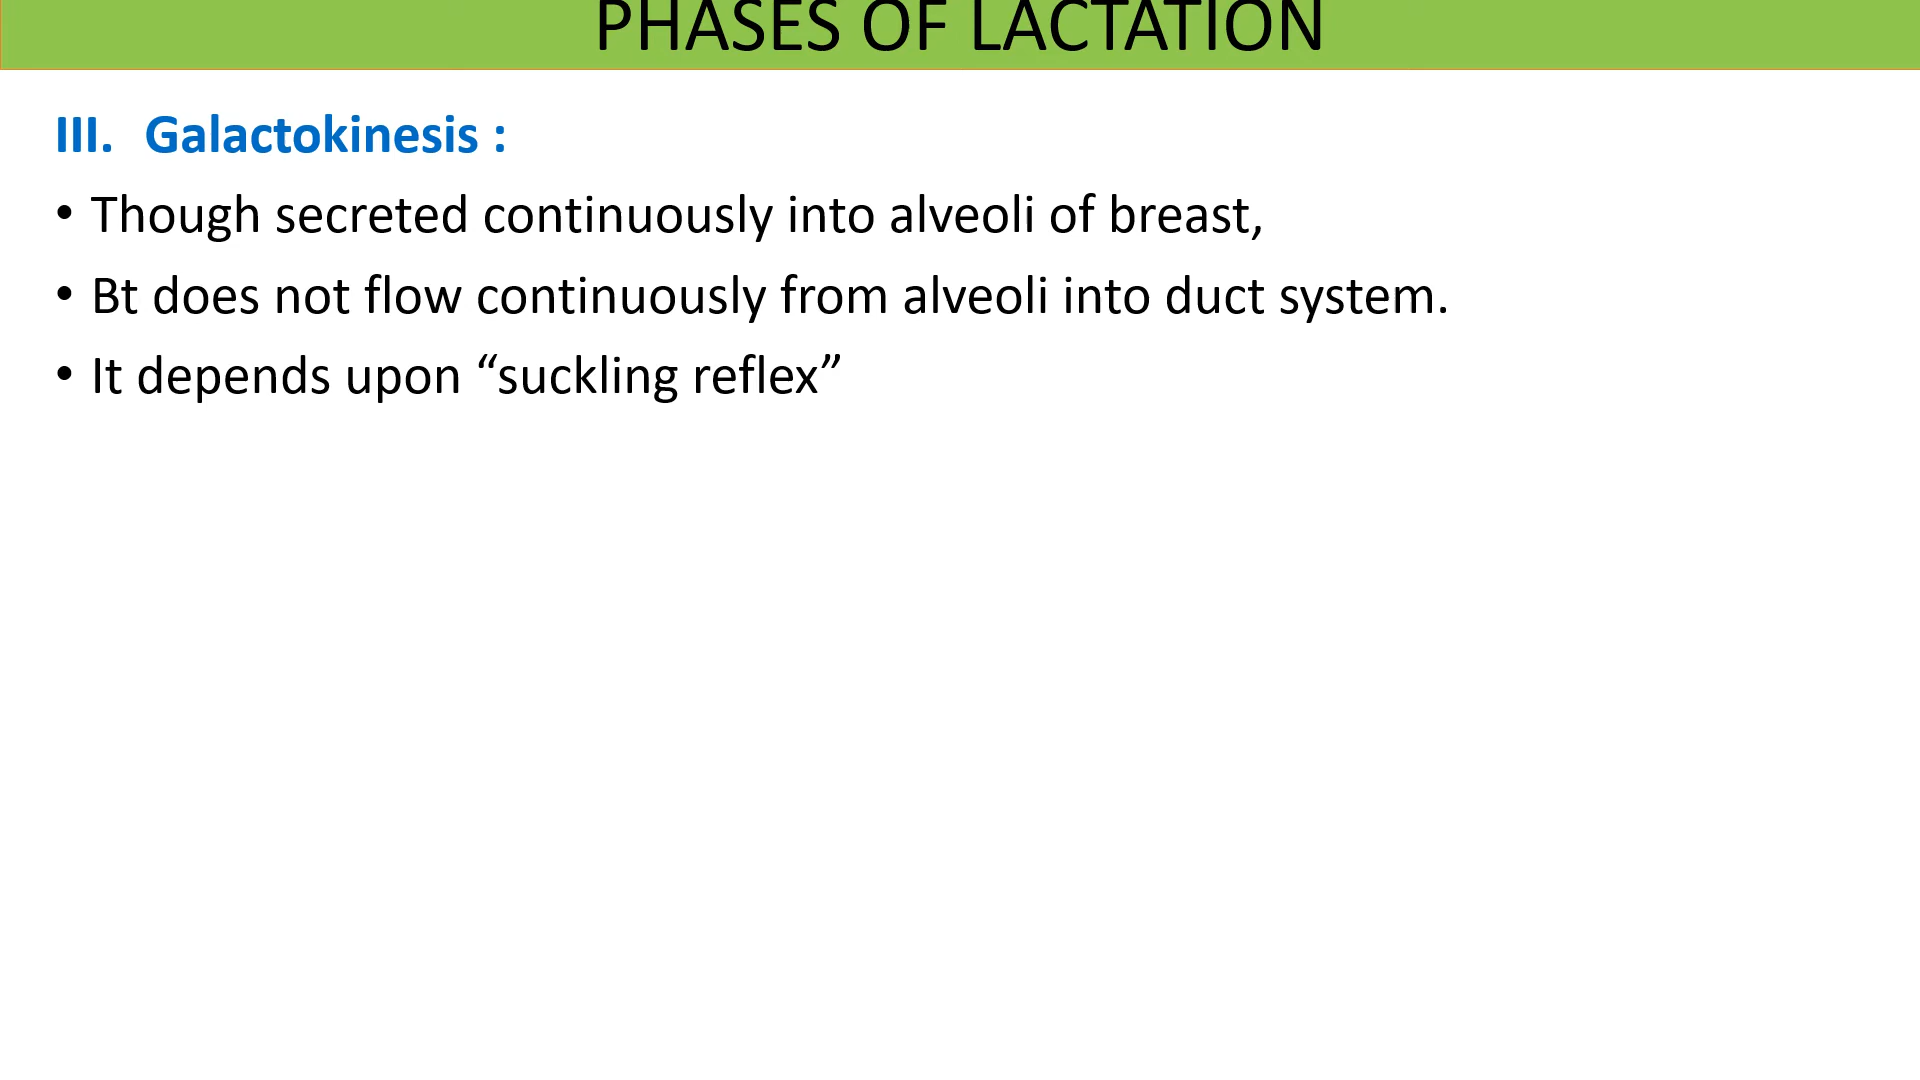 PHASES OF LACTATION
III. Galactokinesis :
• Though secreted continuously into alveoli of breast,
• Bt does not flow continuously from alveoli into duct system.
• It depends upon “suckling reflex”